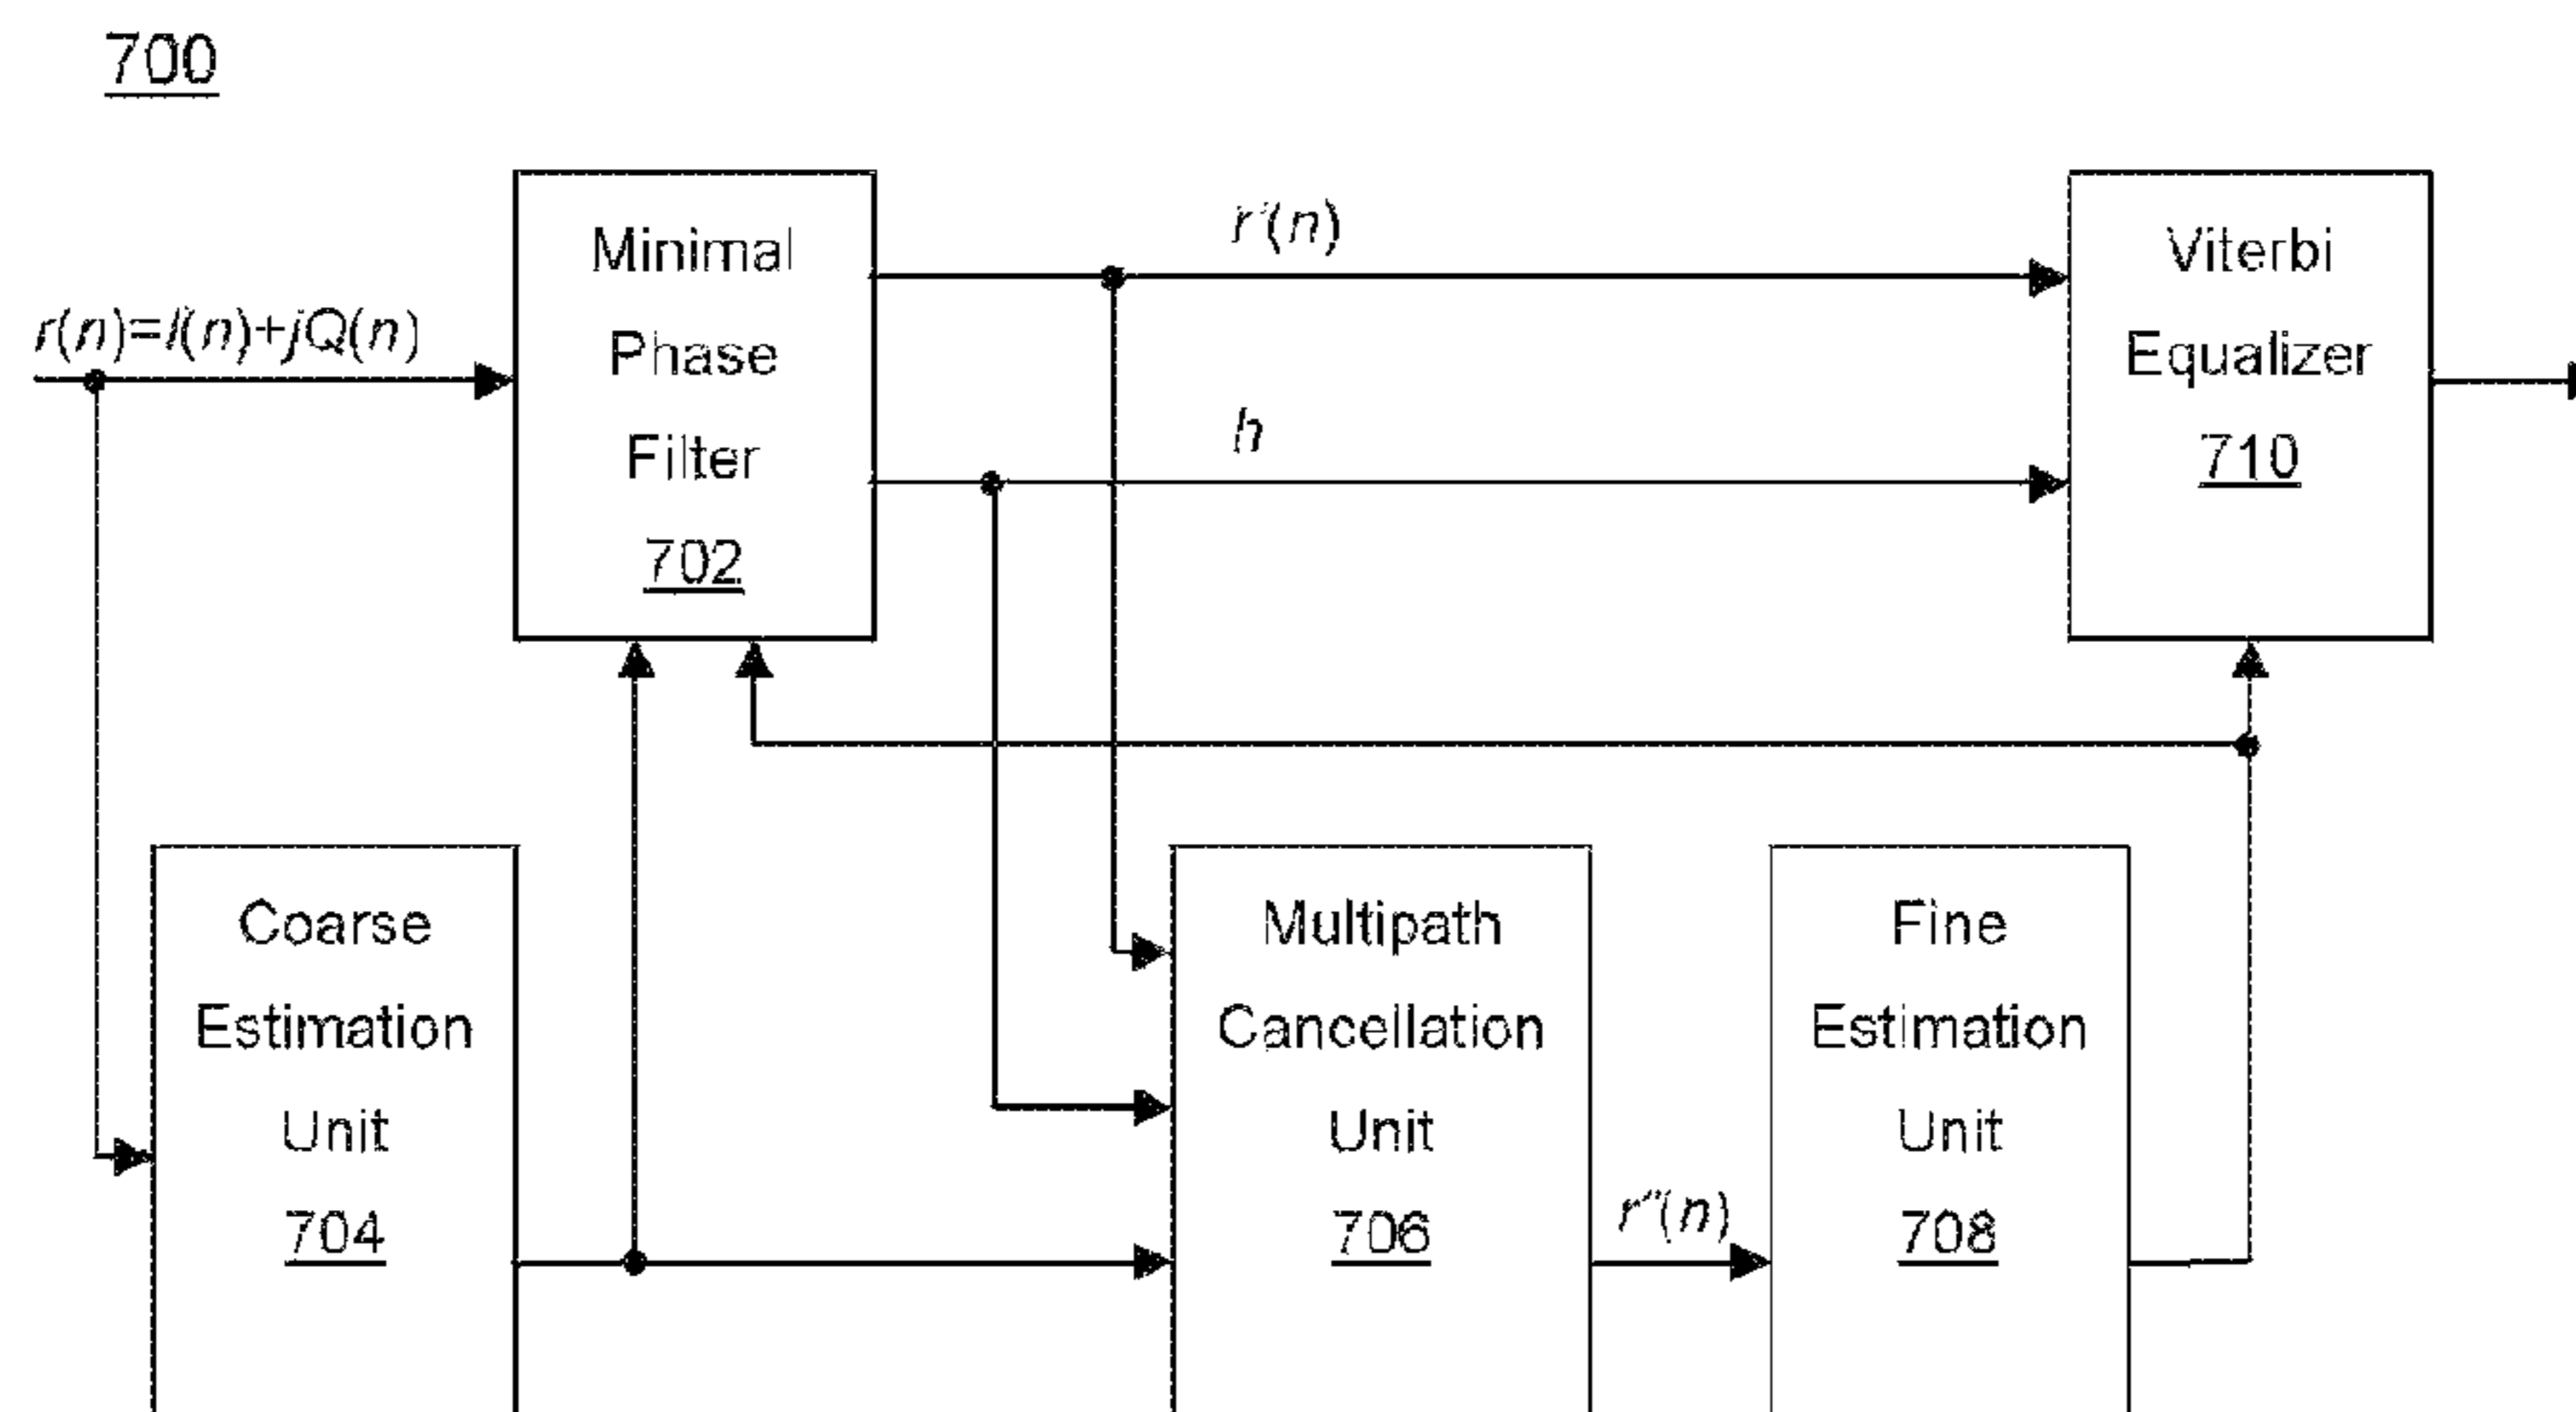 700
r(n)=I(n)+jQ(n)
Minimal
Phase
Filter
702
r'(n)
h
Viterbi
Equalizer
710
Coarse
Estimation
Unit
704
Multipath
Cancellation
Unit
706
r''(n)
Fine
Estimation
Unit
708